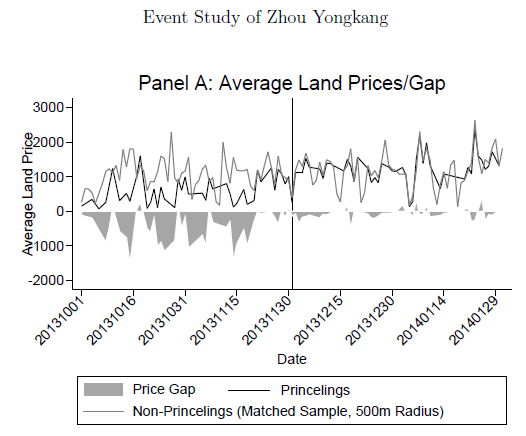 Event Study of Zhou Yongkang
Panel A: Average Land Prices/Gap
Average Land Price
3000
2000
1000
0
-1000
-2000
20131001
20131016
20131031
20131115
20131130
20131215
20131230
20140114
20140129
Date
Price Gap
Princelings
Non-Princelings (Matched Sample, 500m Radius)